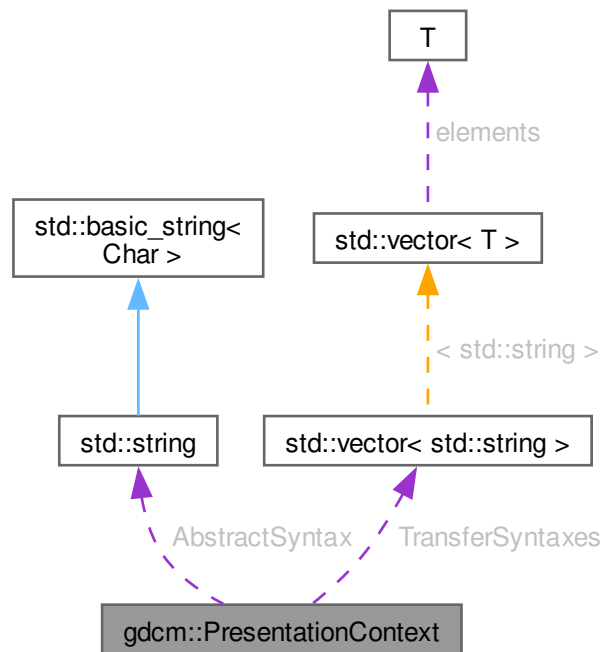 T
elements
std::basic_string<
Char >
std::vector< T >
< std::string >
std::string
std::vector< std::string >
AbstractSyntax
TransferSyntaxes
gdcm::PresentationContext